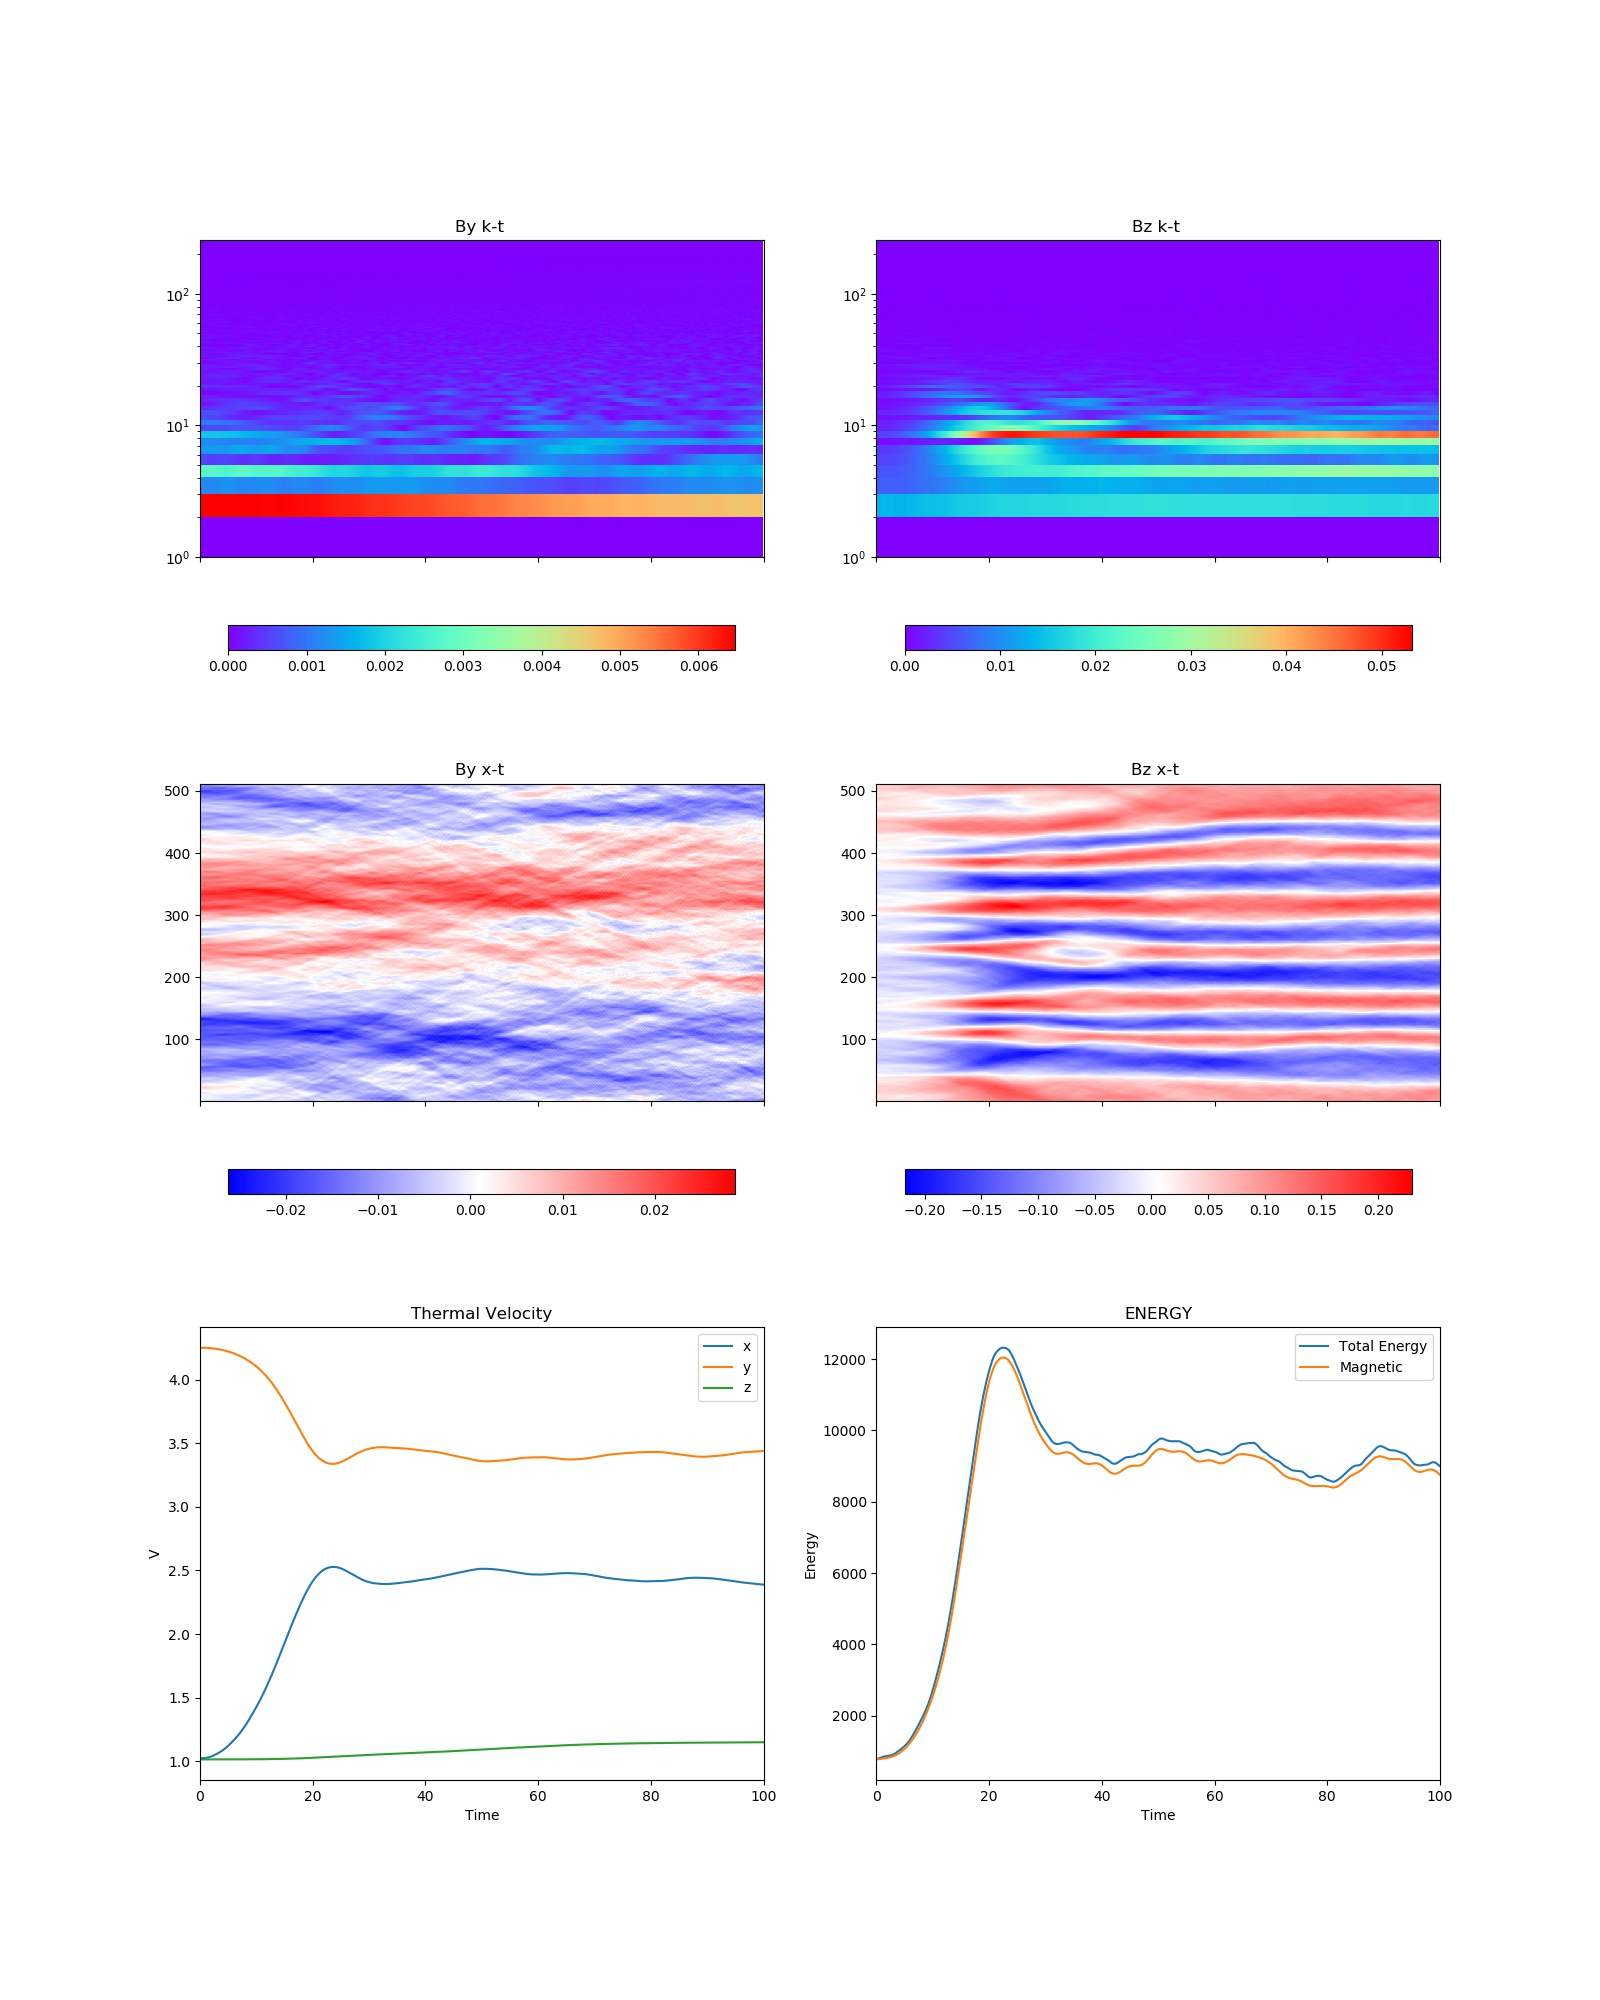 By k-t
Bz k-t
10²
10¹
10⁰
10²
10¹
10⁰
0.000 0.001 0.002 0.003 0.004 0.005 0.006
0.00 0.01 0.02 0.03 0.04 0.05
By x-t
Bz x-t
500
400
300
200
100
500
400
300
200
100
−0.02 −0.01 0.00 0.01 0.02
−0.20 −0.15 −0.10 −0.05 0.00 0.05 0.10 0.15 0.20
Thermal Velocity
x
y
z
4.0
3.5
3.0
2.5
2.0
1.5
1.0
V
0 20 40 60 80 100
Time
ENERGY
Total Energy
Magnetic
12000
10000
8000
6000
4000
2000
Energy
0 20 40 60 80 100
Time